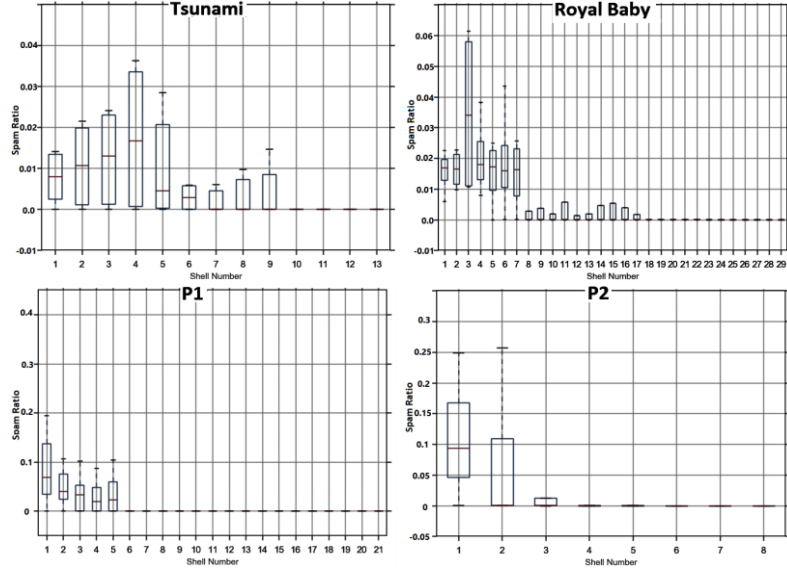 Tsunami
0.04
0.03
0.02
0.01
0.0
-0.01
Spam Ratio
1 2 3 4 5 6 7 8 9 10 11 12 13
Shell Number
Royal Baby
0.06
0.05
0.04
0.03
0.02
0.01
0.0
-0.01
Spam Ratio
1 2 3 4 5 6 7 8 9 10 11 12 13 14 15 16 17 18 19 20 21 22 23 24 25 26 27 28 29
Shell Number
P1
0.4
0.3
0.2
0.1
0
Spam Ratio
1 2 3 4 5 6 7 8 9 10 11 12 13 14 15 16 17 18 19 20 21
Shell Number
P2
0.3
0.25
0.2
0.15
0.1
0.05
0
-0.05
Spam Ratio
1 2 3 4 5 6 7 8
Shell Number